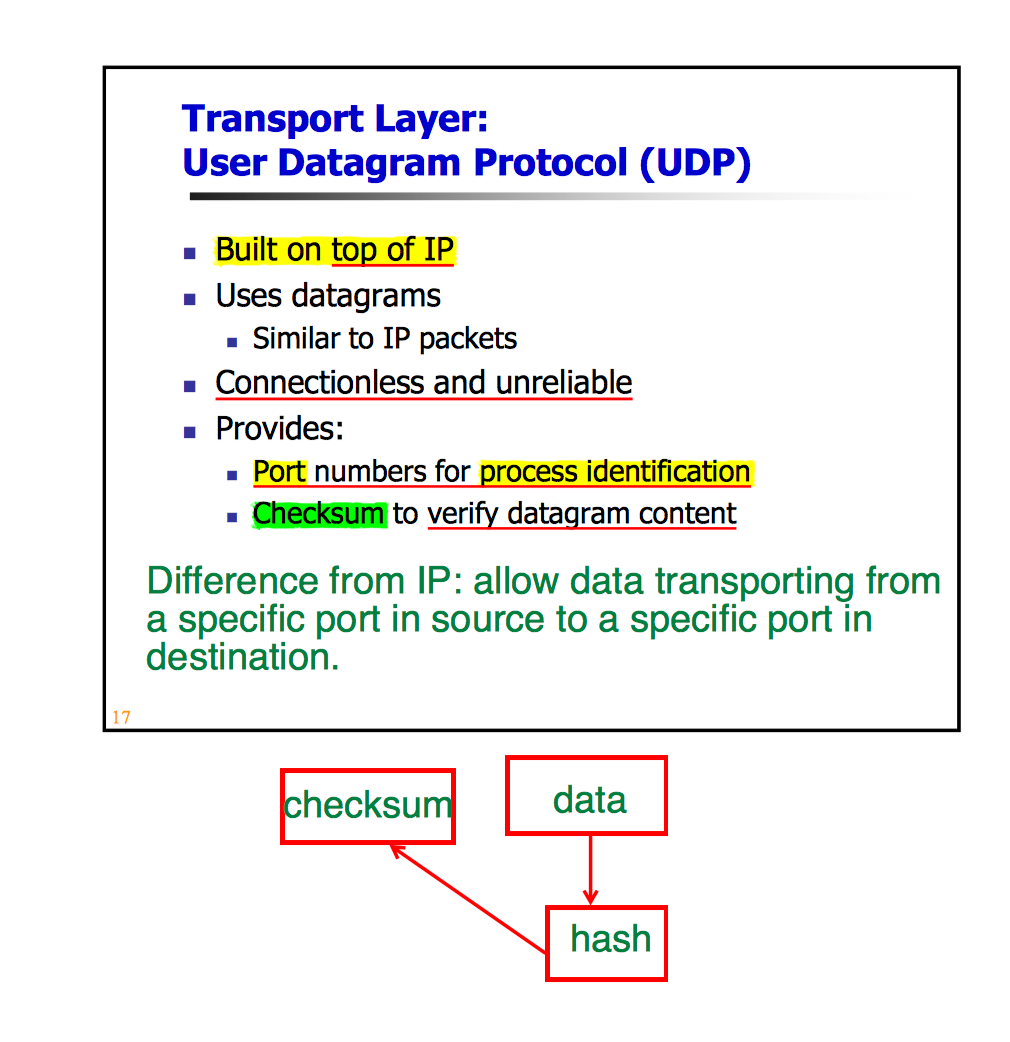 Transport Layer:
User Datagram Protocol (UDP)
Built on top of IP
Uses datagrams
Similar to IP packets
Connectionless and unreliable
Provides:
Port numbers for process identification
Checksum to verify datagram content
Difference from IP: allow data transporting from
a specific port in source to a specific port in
destination.
17
checksum
data
hash